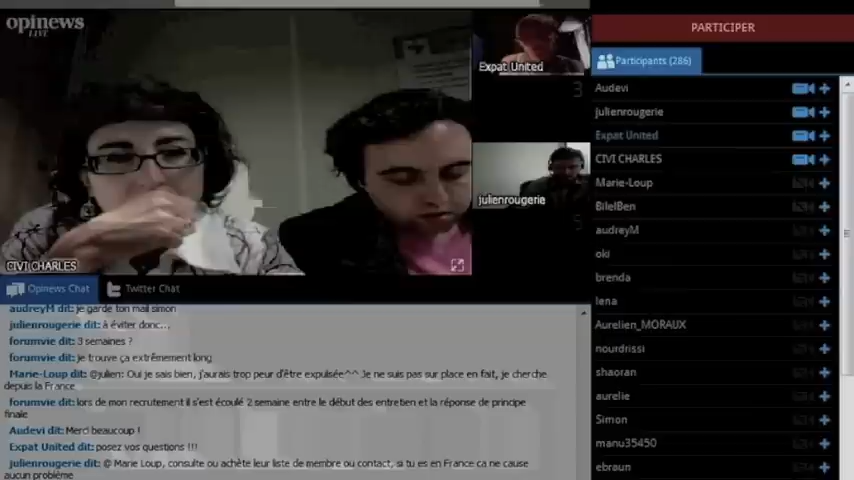 opinews
LIVE
CIVI CHARLES
Expat United
3
julienrougerie
5
PARTICIPER
Participants (286)
Audevi
julienrougerie
Expat United
CIVI CHARLES
Marie-Loup
BilelBen
audreyM
oki
brenda
lena
Aurelien_MORAUX
nourdrissi
shaoran
aurelie
Simon
manu35450
ebraun
Opinews Chat
Twitter Chat
audreyM dit: je garde ton mail simon
julienrougerie dit: à éviter donc...
forumvie dit: 3 semaines ?
forumvie dit: je trouve ça extrêmement long
Marie-Loup dit: @julien: Oui je sais bien, j'aurais trop peur d'être expulsée^^ Je ne suis pas sur place en fait, je cherche
depuis la France
forumvie dit: lors de mon recrutement il s'est écoulé 2 semaine entre le début des entretien et la réponse de principe
finale
Audevi dit: Merci beaucoup !
Expat United dit: posez vos questions !!!
julienrougerie dit: @ Marie Loup, consulte ou achète leur liste de membre ou contact, si tu es en France ca ne cause
aucun problème